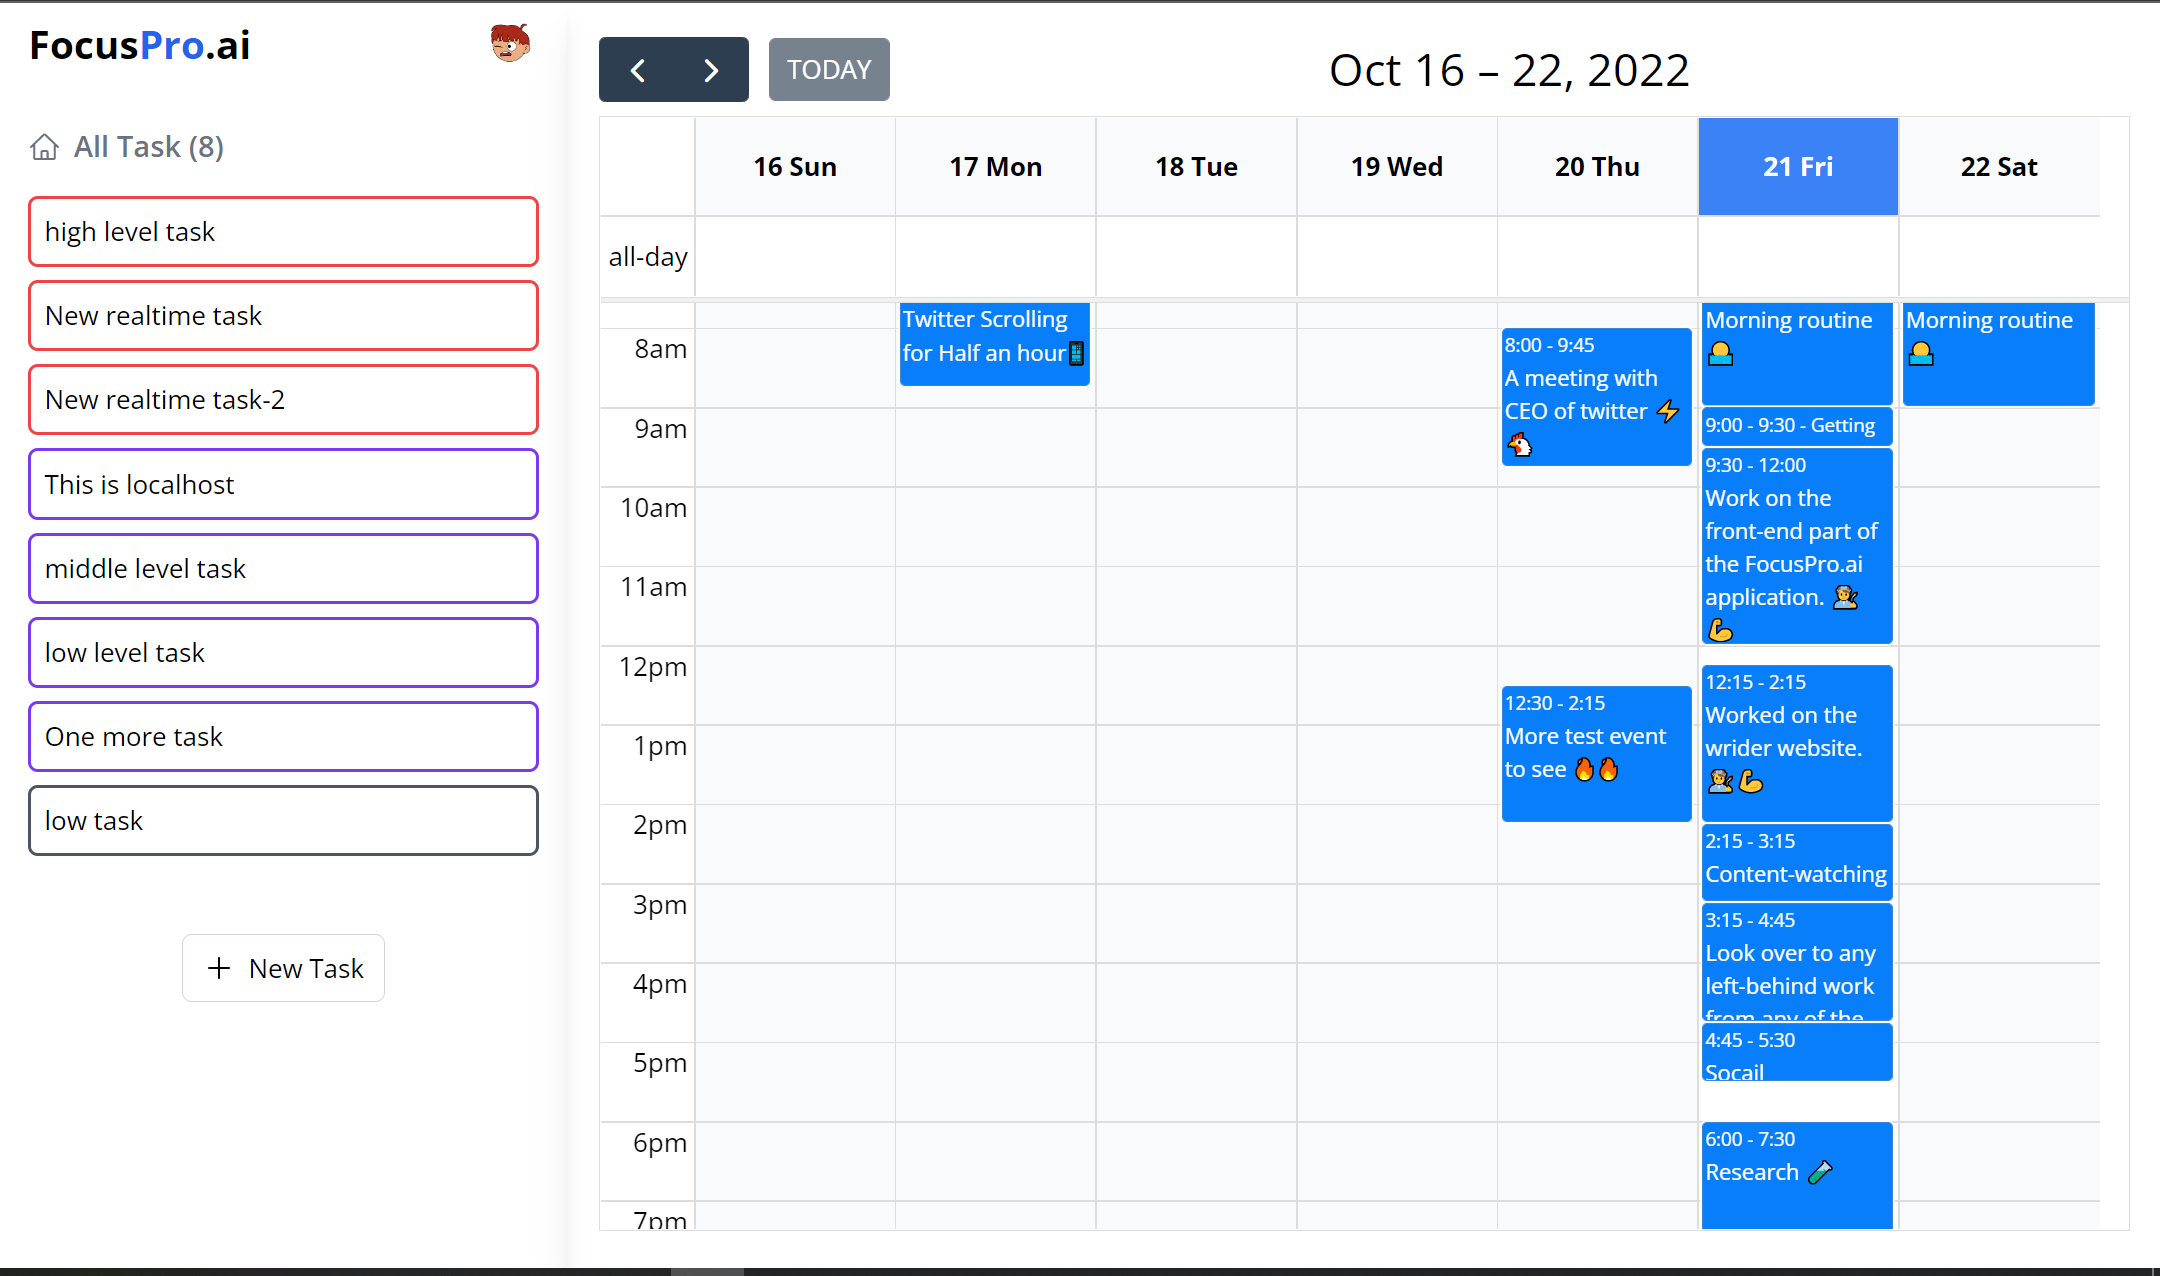 FocusPro.ai
All Task (8)
high level task
New realtime task
New realtime task-2
This is localhost
middle level task
low level task
One more task
low task
+ New Task
TODAY
Oct 16 – 22, 2022
16 Sun
17 Mon
18 Tue
19 Wed
20 Thu
21 Fri
22 Sat
all-day
8am
9am
10am
11am
12pm
1pm
2pm
3pm
4pm
5pm
6pm
7pm
Twitter Scrolling
for Half an hour📱
8:00 - 9:45
A meeting with
CEO of twitter ⚡
🐔
12:30 - 2:15
More test event
to see 🔥🔥
Morning routine
🌅
9:00 - 9:30 - Getting
9:30 - 12:00
Work on the
front-end part of
the FocusPro.ai
application.
💪
12:15 - 2:15
Worked on the
wrider website.
💪
2:15 - 3:15
Content-watching
3:15 - 4:45
Look over to any
left-behind work
from any of the
4:45 - 5:30
Socail
6:00 - 7:30
Research 🧪
Morning routine